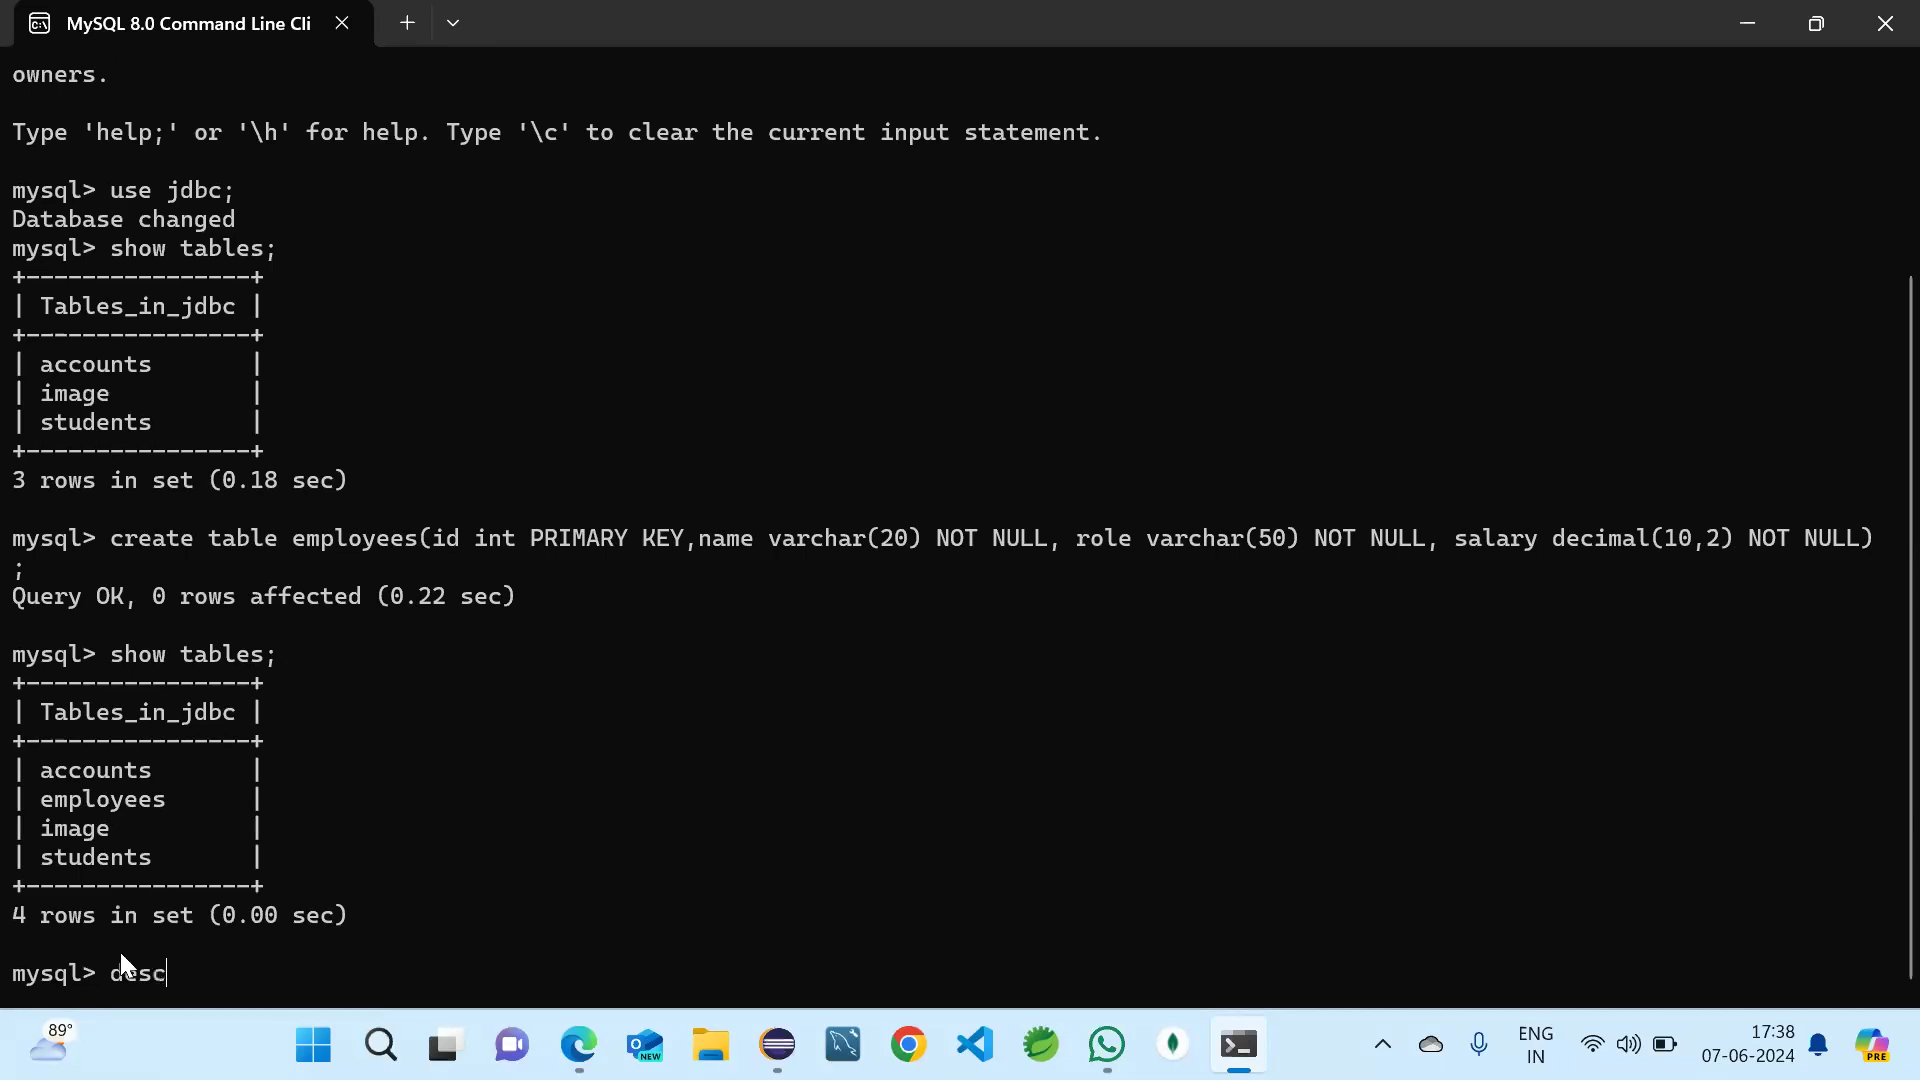 MySQL 8.0 Command Line Cli
owners.
Type 'help;' or '\h' for help. Type '\c' to clear the current input statement.
mysql> use jdbc;
Database changed
mysql> show tables;
+----------------+
| Tables_in_jdbc |
+----------------+
| accounts       |
| image          |
| students       |
+----------------+
3 rows in set (0.18 sec)
mysql> create table employees(id int PRIMARY KEY,name varchar(20) NOT NULL, role varchar(50) NOT NULL, salary decimal(10,2) NOT NULL)
;
Query OK, 0 rows affected (0.22 sec)
mysql> show tables;
+----------------+
| Tables_in_jdbc |
+----------------+
| accounts       |
| employees      |
| image          |
| students       |
+----------------+
4 rows in set (0.00 sec)
mysql> desc
89°
NEW
ENG
IN
17:38
07-06-2024
PRE